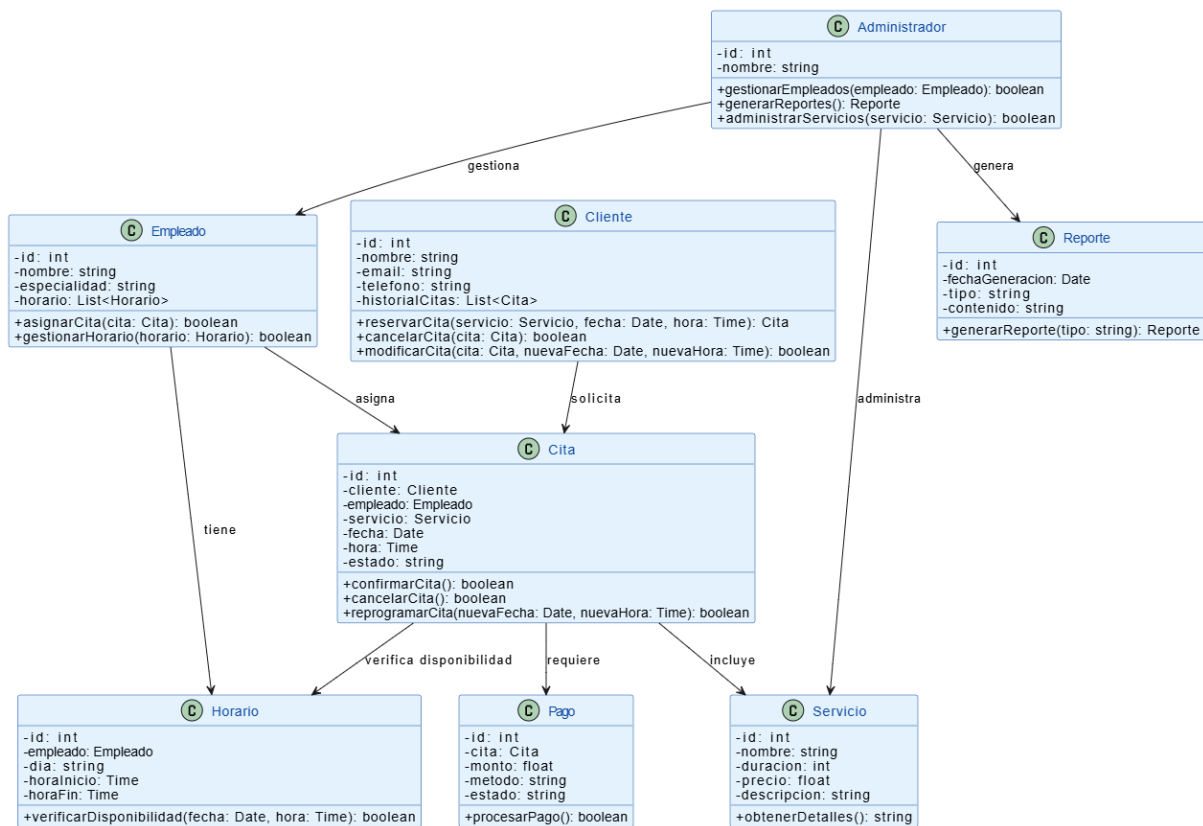 C Administrador
-id: int
-nombre: string
+gestionarEmpleados(empleado: Empleado): boolean
+generarReportes(): Reporte
+administrarServicios(servicio: Servicio): boolean
gestiona
genera
C Empleado
-id: int
-nombre: string
-especialidad: string
-horario: List<Horario>
+asignarCita(cita: Cita): boolean
+gestionarHorario(horario: Horario): boolean
C Cliente
-id: int
-nombre: string
-email: string
-telefono: string
-historialCitas: List<Cita>
+reservarCita(servicio: Servicio, fecha: Date, hora: Time): Cita
+cancelarCita(cita: Cita): boolean
+modificarCita(cita: Cita, nuevaFecha: Date, nuevaHora: Time): boolean
C Reporte
-id: int
-fechaGeneracion: Date
-tipo: string
-contenido: string
+generarReporte(tipo: string): Reporte
asigna
solicita
administra
C Cita
-id: int
-cliente: Cliente
-empleado: Empleado
-servicio: Servicio
-fecha: Date
-hora: Time
-estado: string
+confirmarCita(): boolean
+cancelarCita(): boolean
+reprogramarCita(nuevaFecha: Date, nuevaHora: Time): boolean
tiene
verifica disponibilidad
requiere
incluye
C Horario
-id: int
-empleado: Empleado
-dia: string
-horaInicio: Time
-horaFin: Time
+verificarDisponibilidad(fecha: Date, hora: Time): boolean
C Pago
-id: int
-cita: Cita
-monto: float
-metodo: string
-estado: string
+procesarPago(): boolean
C Servicio
-id: int
-nombre: string
-duracion: int
-precio: float
-descripcion: string
+obtenerDetalles(): string